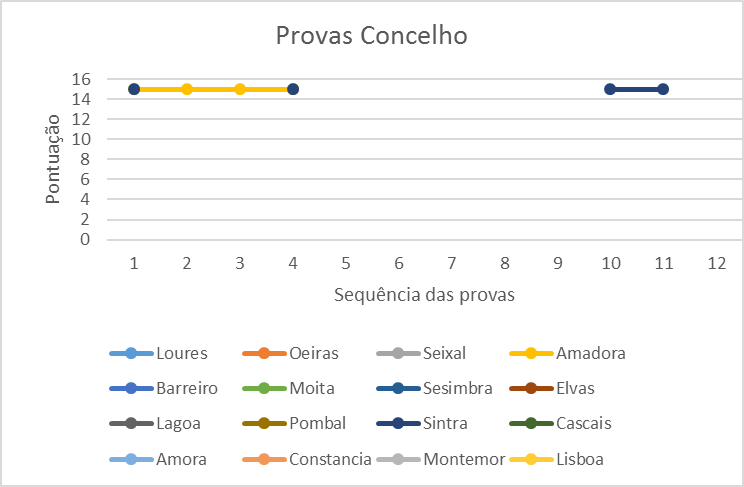 Provas Concelho
16
14
12
10
8
6
4
2
0
Pontuação
1 2 3 4 5 6 7 8 9 10 11 12
Sequência das provas
Loures Oeiras Seixal Amadora
Barreiro Moita Sesimbra Elvas
Lagoa Pombal Sintra Cascais
Amora Constancia Montemor Lisboa